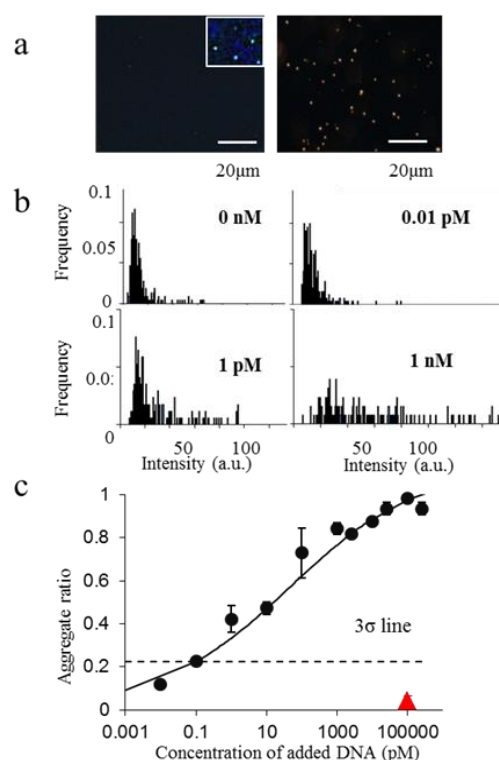 a
20μm
20μm
b
0.1
0.05
0
Frequency
0 nM
0.01 pM
0.1
0.0
Frequency
1 pM
1 nM
50
100
50
100
Intensity (a.u.)
Intensity (a.u.)
c
1
0.8
0.6
0.4
0.2
0
Aggregate ratio
3σ line
0.001
0.1
10
1000
100000
Concentration of added DNA (pM)